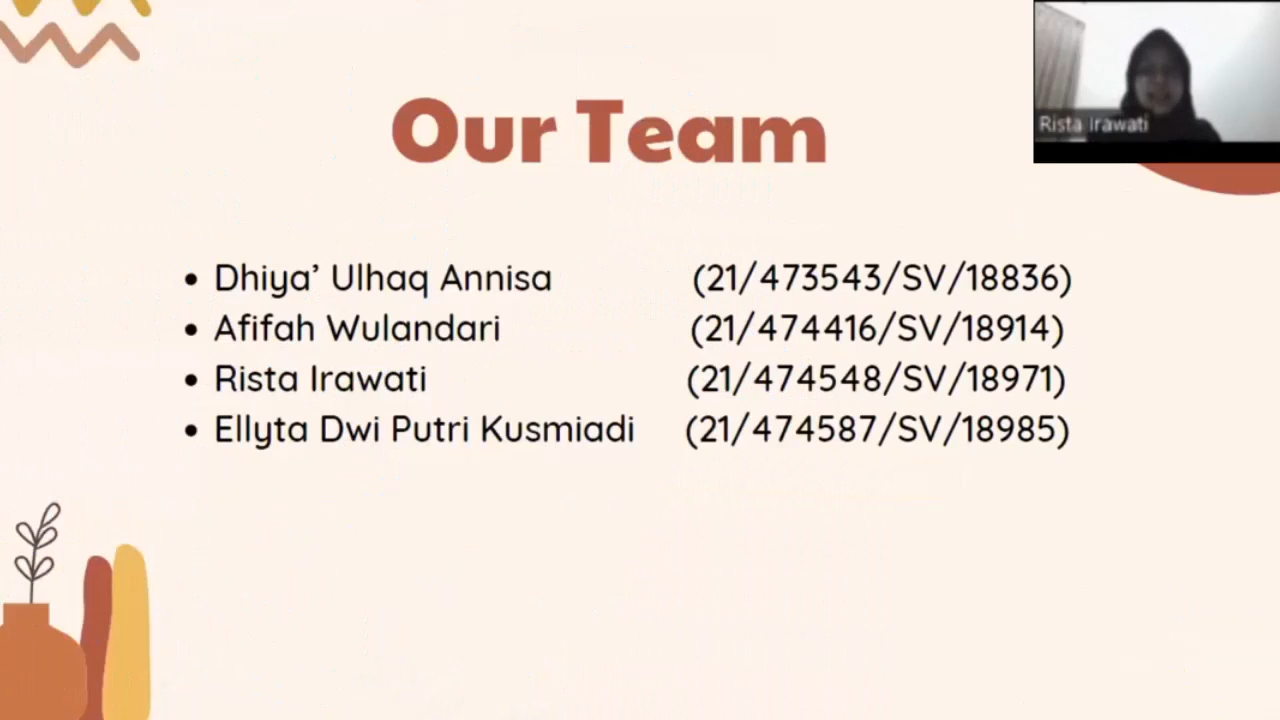 Our Team
Rista Irawati
• Dhiya’ Ulhaq Annisa (21/473543/SV/18836)
• Afifah Wulandari (21/474416/SV/18914)
• Rista Irawati (21/474548/SV/18971)
• Ellyta Dwi Putri Kusmiadi (21/474587/SV/18985)